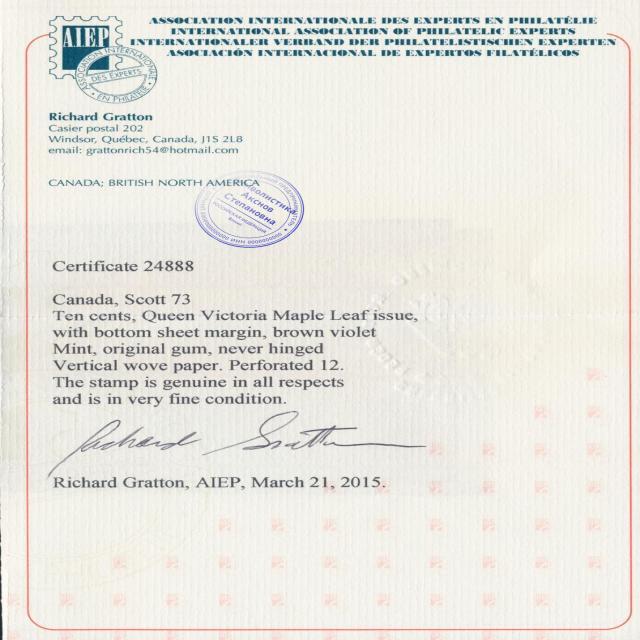 ASSOCIATION INTERNATIONALE DES EXPERTS EN PHILATÉLIE
INTERNATIONAL ASSOCIATION OF PHILATELIC EXPERTS
INTERNATIONALER VERBAND DER PHILATELISTISCHEN EXPERTEN
ASOCIACIÓN INTERNACIONAL DE EXPERTOS FILATÉLICOS
AIEP
ASSOCIATION INTERNATIONALE
DES EXPERTS
EN PHILATÉLIE
Richard Gratton
Casier postal 202
Windsor, Québec, Canada, J1S 2L8
email: grattonrich54@hotmail.com
CANADA; BRITISH NORTH AMERICA
Степановна
Certificate 24888
Canada, Scott 73
Ten cents, Queen Victoria Maple Leaf issue,
with bottom sheet margin, brown violet
Mint, original gum, never hinged
Vertical wove paper. Perforated 12.
The stamp is genuine in all respects
and is in very fine condition.
Richard Gratton
Richard Gratton, AIEP, March 21, 2015.